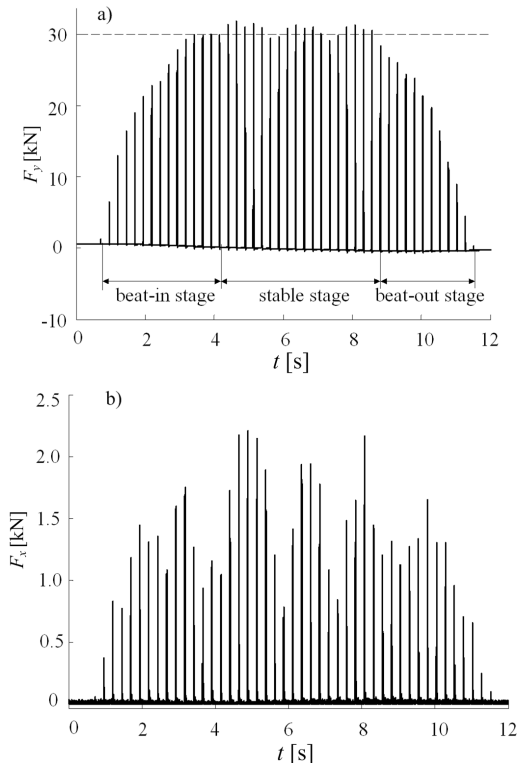 a)
30
20
10
0
-10
F_y [kN]
beat-in stage stable stage beat-out stage
0 2 4 6 8 10 12
t [s]
b)
2.5
2.0
1.5
1.0
0.5
0
F_x [kN]
0 2 4 6 8 10 12
t [s]